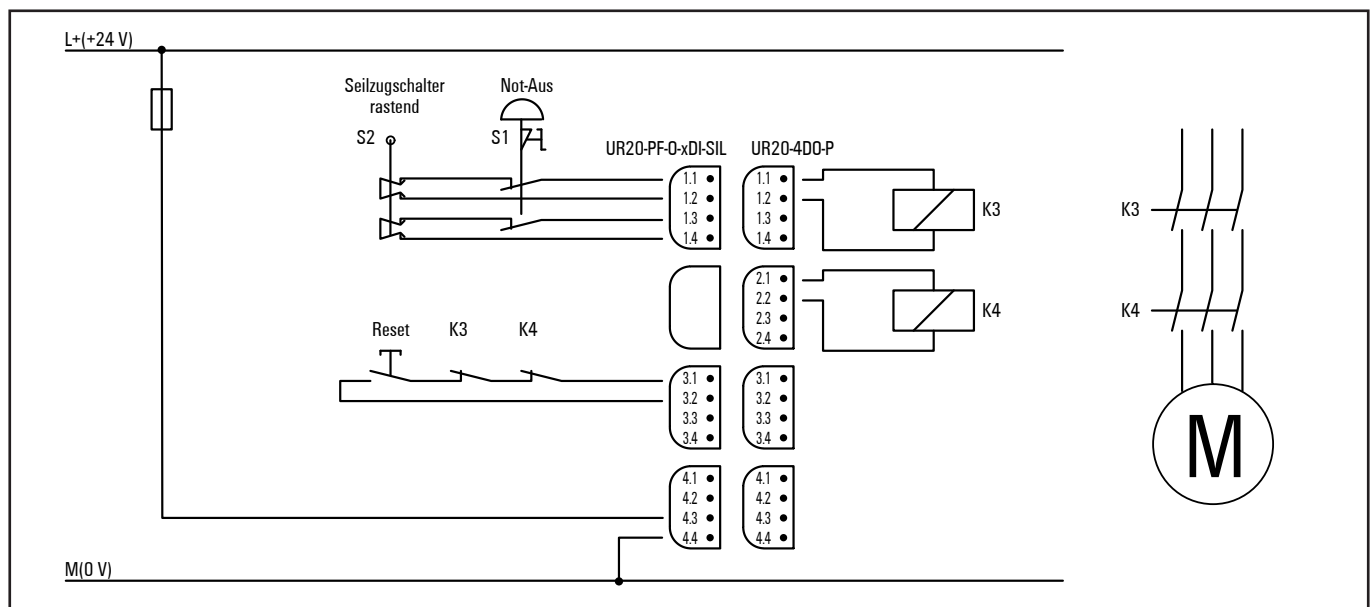 L+(+24 V)
Seilzugschalter
rastend
Not-Aus
S2
S1
UR20-PF-O-xDI-SIL
UR20-4DO-P
1.1
1.2
1.3
1.4
1.1
1.2
1.3
1.4
K3
K3
2.1
2.2
2.3
2.4
K4
K4
Reset
K3
K4
3.1
3.2
3.3
3.4
3.1
3.2
3.3
3.4
M
4.1
4.2
4.3
4.4
4.1
4.2
4.3
4.4
M(0 V)